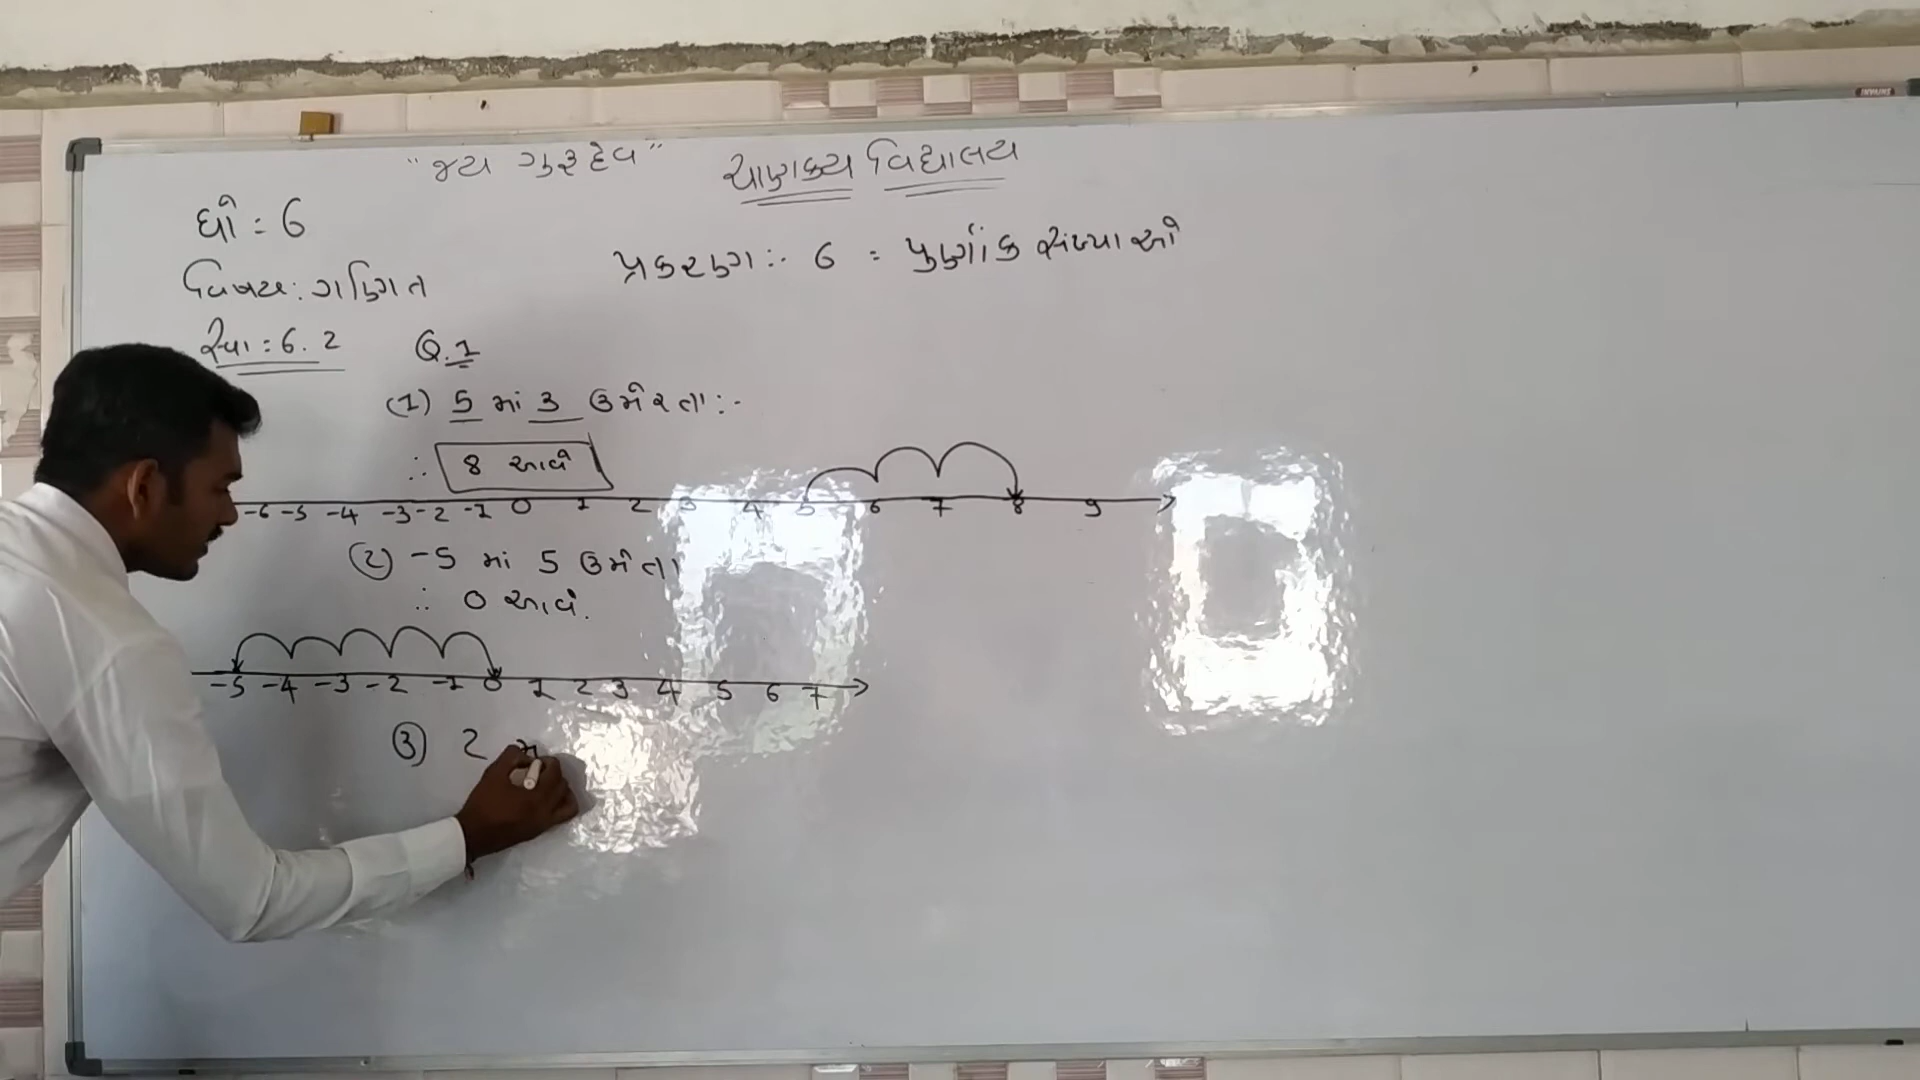 "જય ગુરૂદેવ" ચાણક્ય વિદ્યાલય
ધો = 6
પ્રકરણ :- 6 = પુર્ણાંક સંખ્યાઓ
વિષય : ગણિત
સ્વા = 6.2 Q.1
(1) 5 માં 3 ઉમેરતા :-
∴ 8 આવે
-6 -5 -4 -3 -2 -1 0 1 2 3 4 5 6 7 8 9
(2) -5 માં 5 ઉમેતા
∴ 0 આવે.
-5 -4 -3 -2 -1 0 1 2 3 4 5 6 7
(3) 2